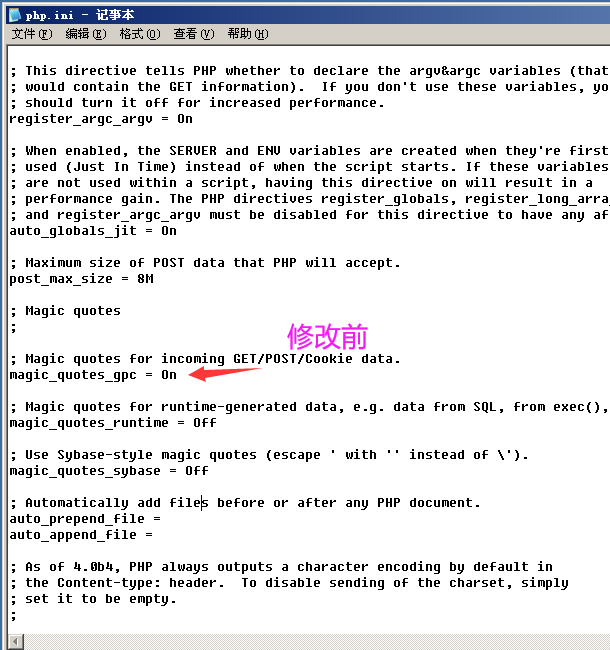 php.ini - 记事本
文件(F) 编辑(E) 格式(O) 查看(V) 帮助(H)
; This directive tells PHP whether to declare the argv&argc variables (that
; would contain the GET information).  If you don't use these variables, yo
; should turn it off for increased performance.
register_argc_argv = On
; When enabled, the SERVER and ENV variables are created when they're first
; used (Just In Time) instead of when the script starts. If these variables
; are not used within a script, having this directive on will result in a
; performance gain. The PHP directives register_globals, register_long_arra
; and register_argc_argv must be disabled for this directive to have any af
auto_globals_jit = On
; Maximum size of POST data that PHP will accept.
post_max_size = 8M
; Magic quotes
;
修改前
; Magic quotes for incoming GET/POST/Cookie data.
magic_quotes_gpc = On
; Magic quotes for runtime-generated data, e.g. data from SQL, from exec(),
magic_quotes_runtime = Off
; Use Sybase-style magic quotes (escape ' with '' instead of \').
magic_quotes_sybase = Off
; Automatically add files before or after any PHP document.
auto_prepend_file =
auto_append_file =
; As of 4.0b4, PHP always outputs a character encoding by default in
; the Content-type: header.  To disable sending of the charset, simply
; set it to be empty.
;